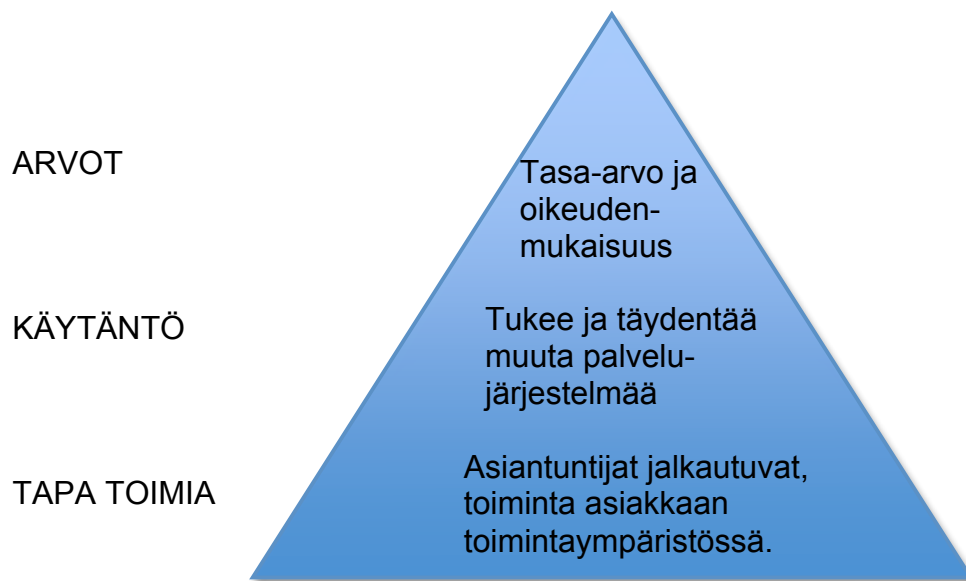 ARVOT
Tasa-arvo ja
oikeuden-
mukaisuus
KÄYTÄNTÖ
Tukee ja täydentää
muuta palvelu-
järjestelmää
TAPA TOIMIA
Asiantuntijat jalkautuvat,
toiminta asiakkaan
toimintaympäristössä.